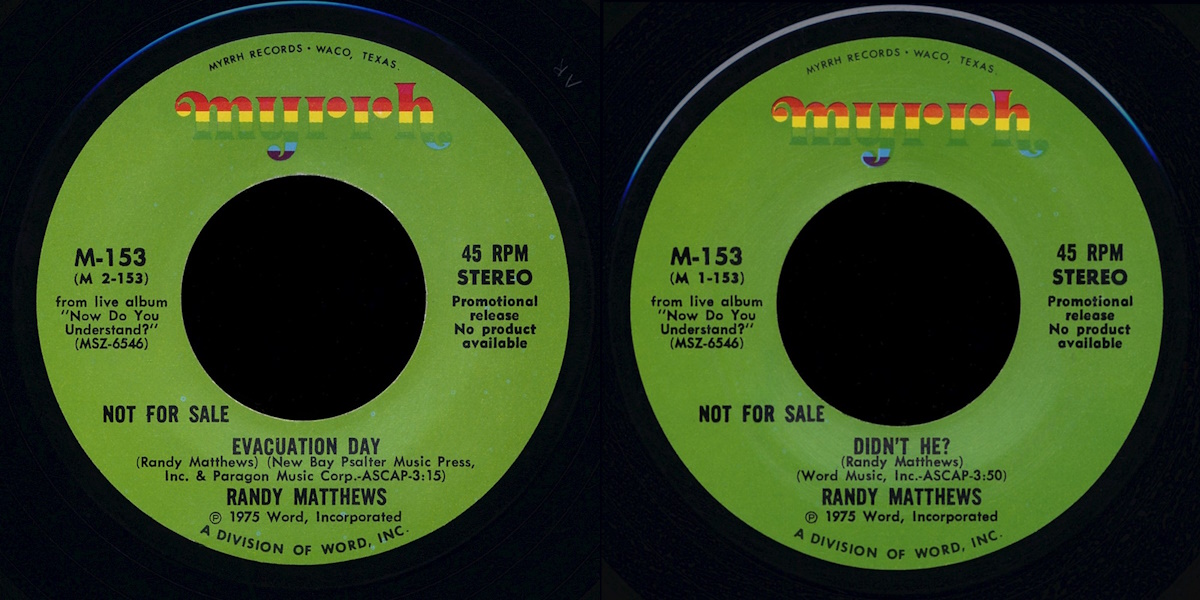 MYRRH RECORDS • WACO, TEXAS.
myrrh
M-153
(M 2-153)
from live album
"Now Do You
Understand?"
(MSZ-6546)
45 RPM
STEREO
Promotional
release
No product
available
NOT FOR SALE
EVACUATION DAY
(Randy Matthews) (New Bay Psalter Music Press,
Inc. & Paragon Music Corp.-ASCAP-3:15)
RANDY MATTHEWS
Ⓟ 1975 Word, Incorporated
A DIVISION OF WORD, INC.
MYRRH RECORDS • WACO, TEXAS.
myrrh
M-153
(M 1-153)
from live album
"Now Do You
Understand?"
(MSZ-6546)
45 RPM
STEREO
Promotional
release
No product
available
NOT FOR SALE
DIDN'T HE?
(Randy Matthews)
(Word Music, Inc.-ASCAP-3:50)
RANDY MATTHEWS
Ⓟ 1975 Word, Incorporated
A DIVISION OF WORD, INC.